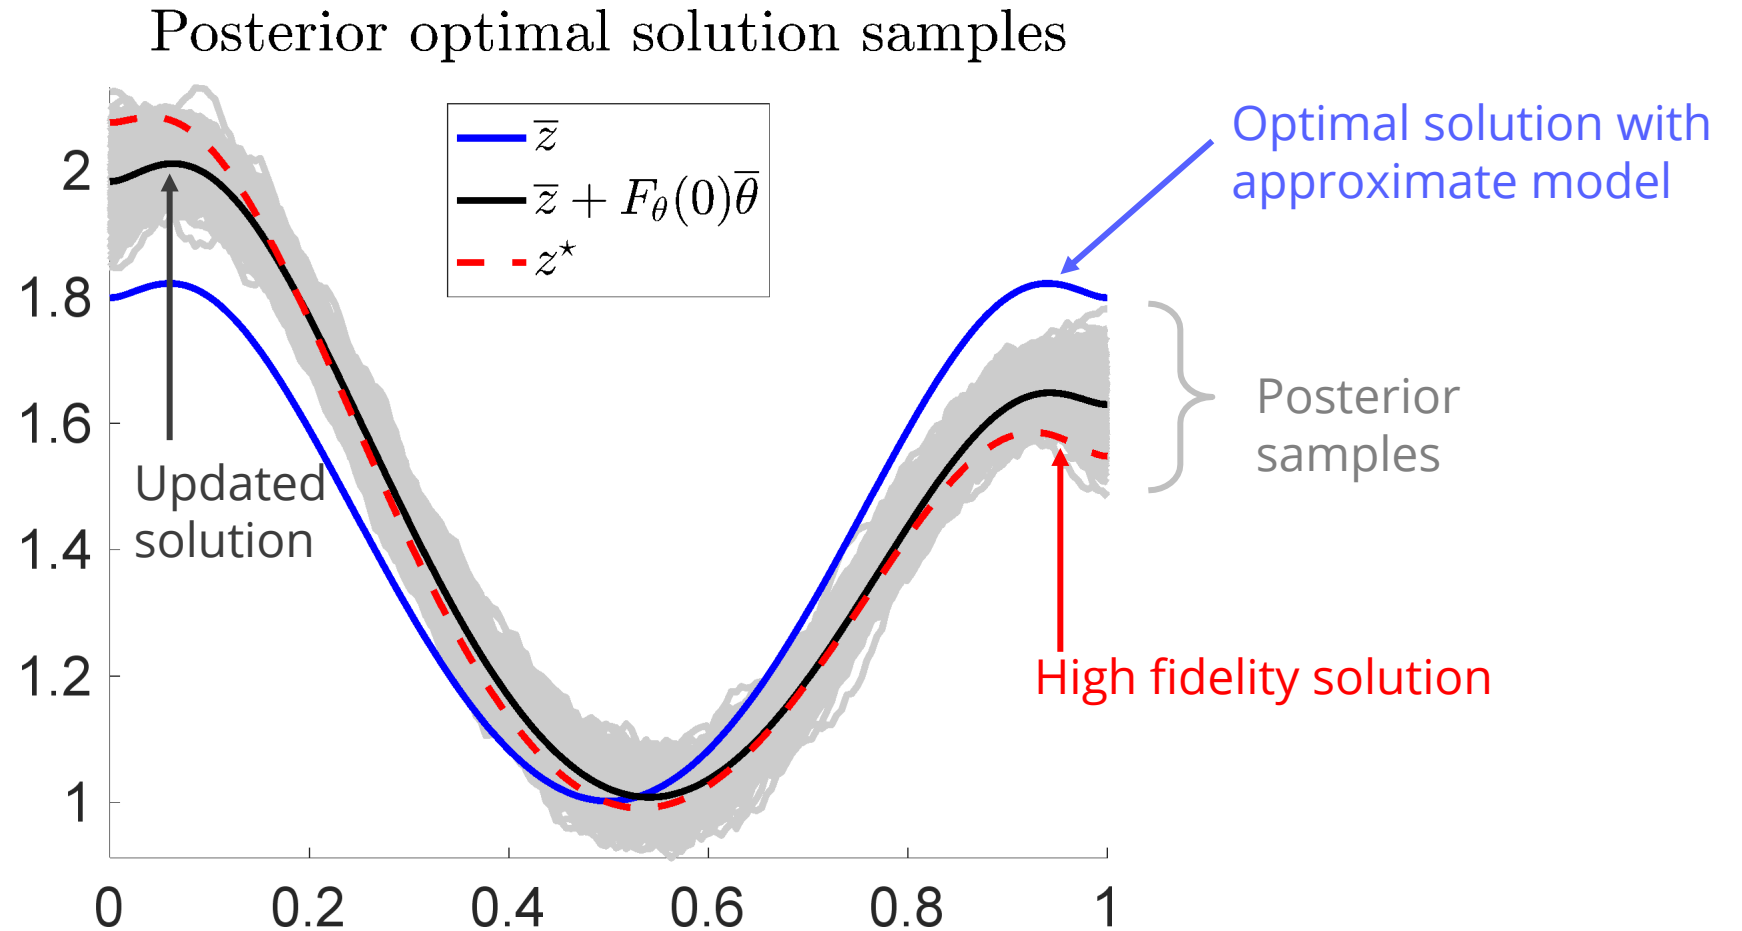 Posterior optimal solution samples
z̅
z̅ + F_θ(0)θ̅
z⋆
Optimal solution with
approximate model
2
1.8
1.6
1.4
1.2
1
Posterior
samples
Updated
solution
High fidelity solution
0 0.2 0.4 0.6 0.8 1